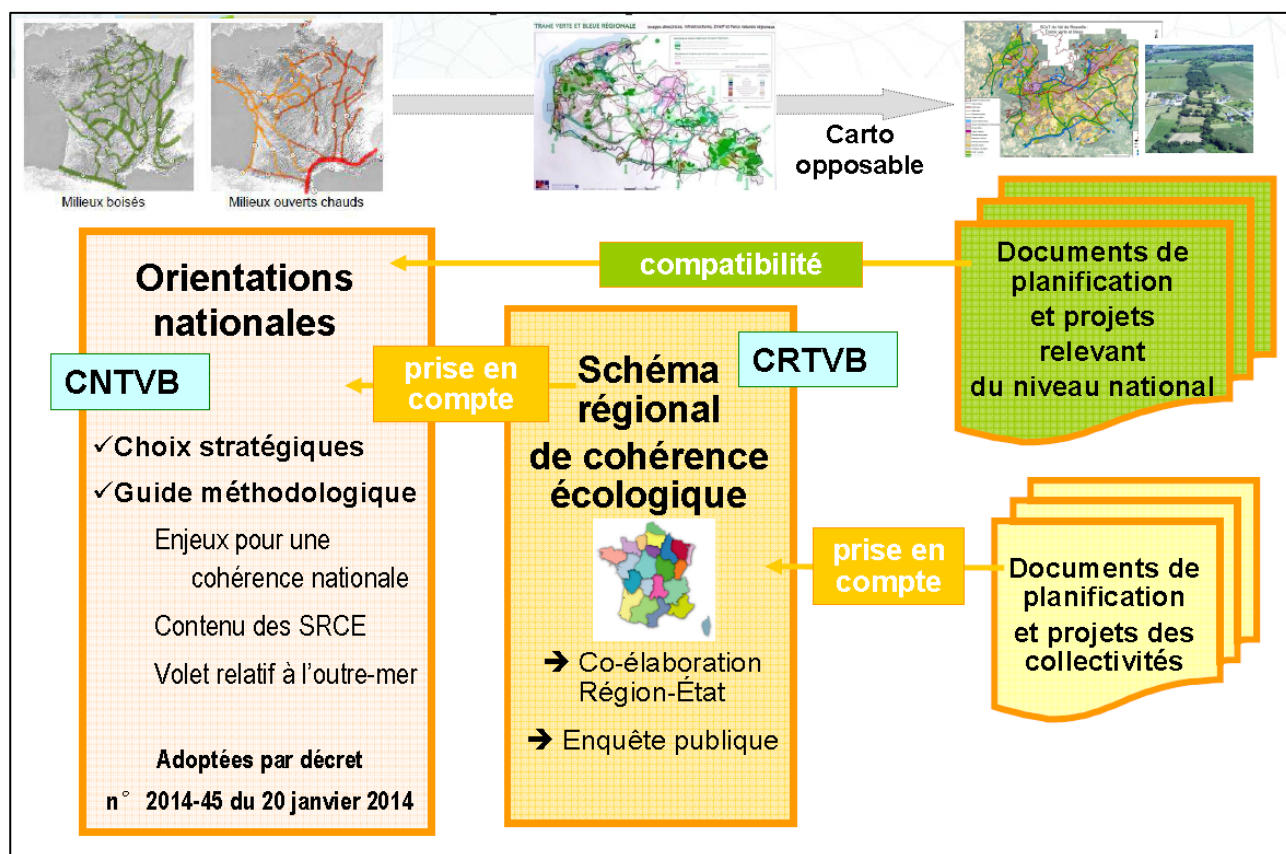 TRAME VERTE ET BLEUE RÉGIONALE
Milieux boisés
Milieux ouverts chauds
Carto
opposable
Orientations
nationales
CNTVB
✓Choix stratégiques
✓Guide méthodologique
Enjeux pour une
cohérence nationale
Contenu des SRCE
Volet relatif à l'outre-mer
Adoptées par décret
n° 2014-45 du 20 janvier 2014
compatibilité
prise en
compte
Schéma
régional
de cohérence
écologique
CRTVB
➔ Co-élaboration
Région-État
➔ Enquête publique
Documents de
planification
et projets
relevant
du niveau national
prise en
compte
Documents de
planification
et projets des
collectivités